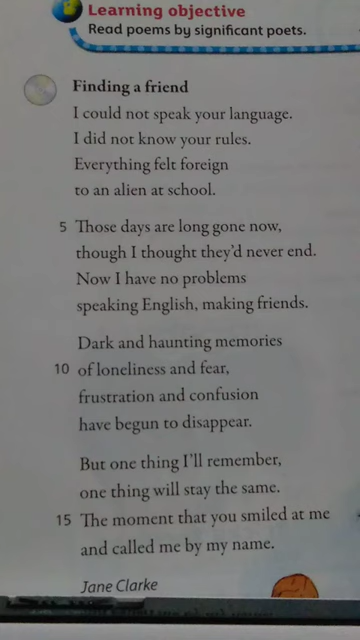 Learning objective
Read poems by significant poets.
Finding a friend
I could not speak your language.
I did not know your rules.
Everything felt foreign
to an alien at school.
5 Those days are long gone now,
though I thought they'd never end.
Now I have no problems
speaking English, making friends.
Dark and haunting memories
10 of loneliness and fear,
frustration and confusion
have begun to disappear.
But one thing I'll remember,
one thing will stay the same.
15 The moment that you smiled at me
and called me by my name.
Jane Clarke